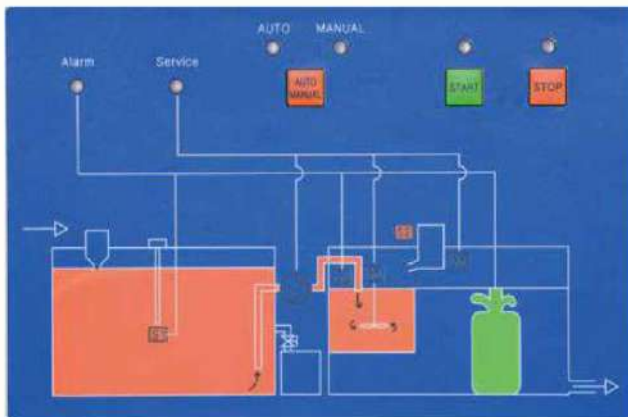 AUTO MANUAL
Alarm Service
AUTO
MANUAL
START
STOP